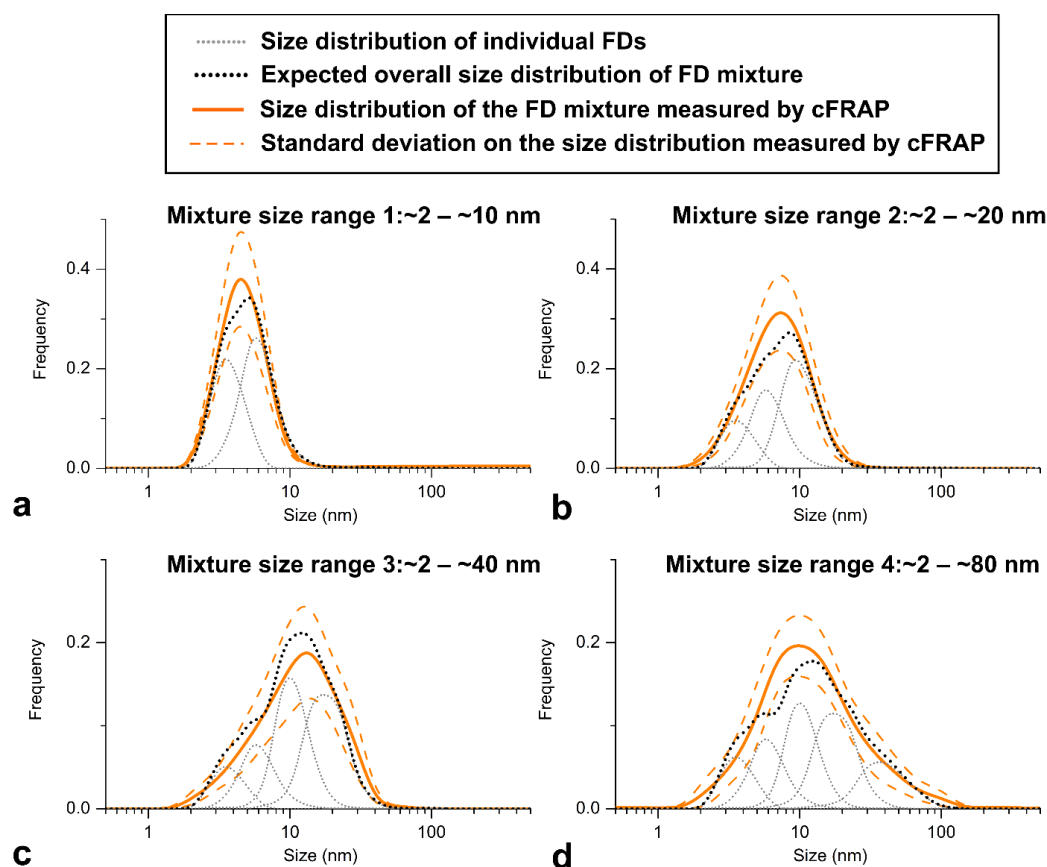 Size distribution of individual FDs
Expected overall size distribution of FD mixture
Size distribution of the FD mixture measured by cFRAP
Standard deviation on the size distribution measured by cFRAP
Mixture size range 1:~2 – ~10 nm
Frequency
0.4
0.2
0.0
1
10
100
Size (nm)
a
Mixture size range 2:~2 – ~20 nm
Frequency
0.4
0.2
0.0
1
10
100
Size (nm)
b
Mixture size range 3:~2 – ~40 nm
Frequency
0.2
0.0
1
10
100
Size (nm)
c
Mixture size range 4:~2 – ~80 nm
Frequency
0.2
0.0
1
10
100
Size (nm)
d